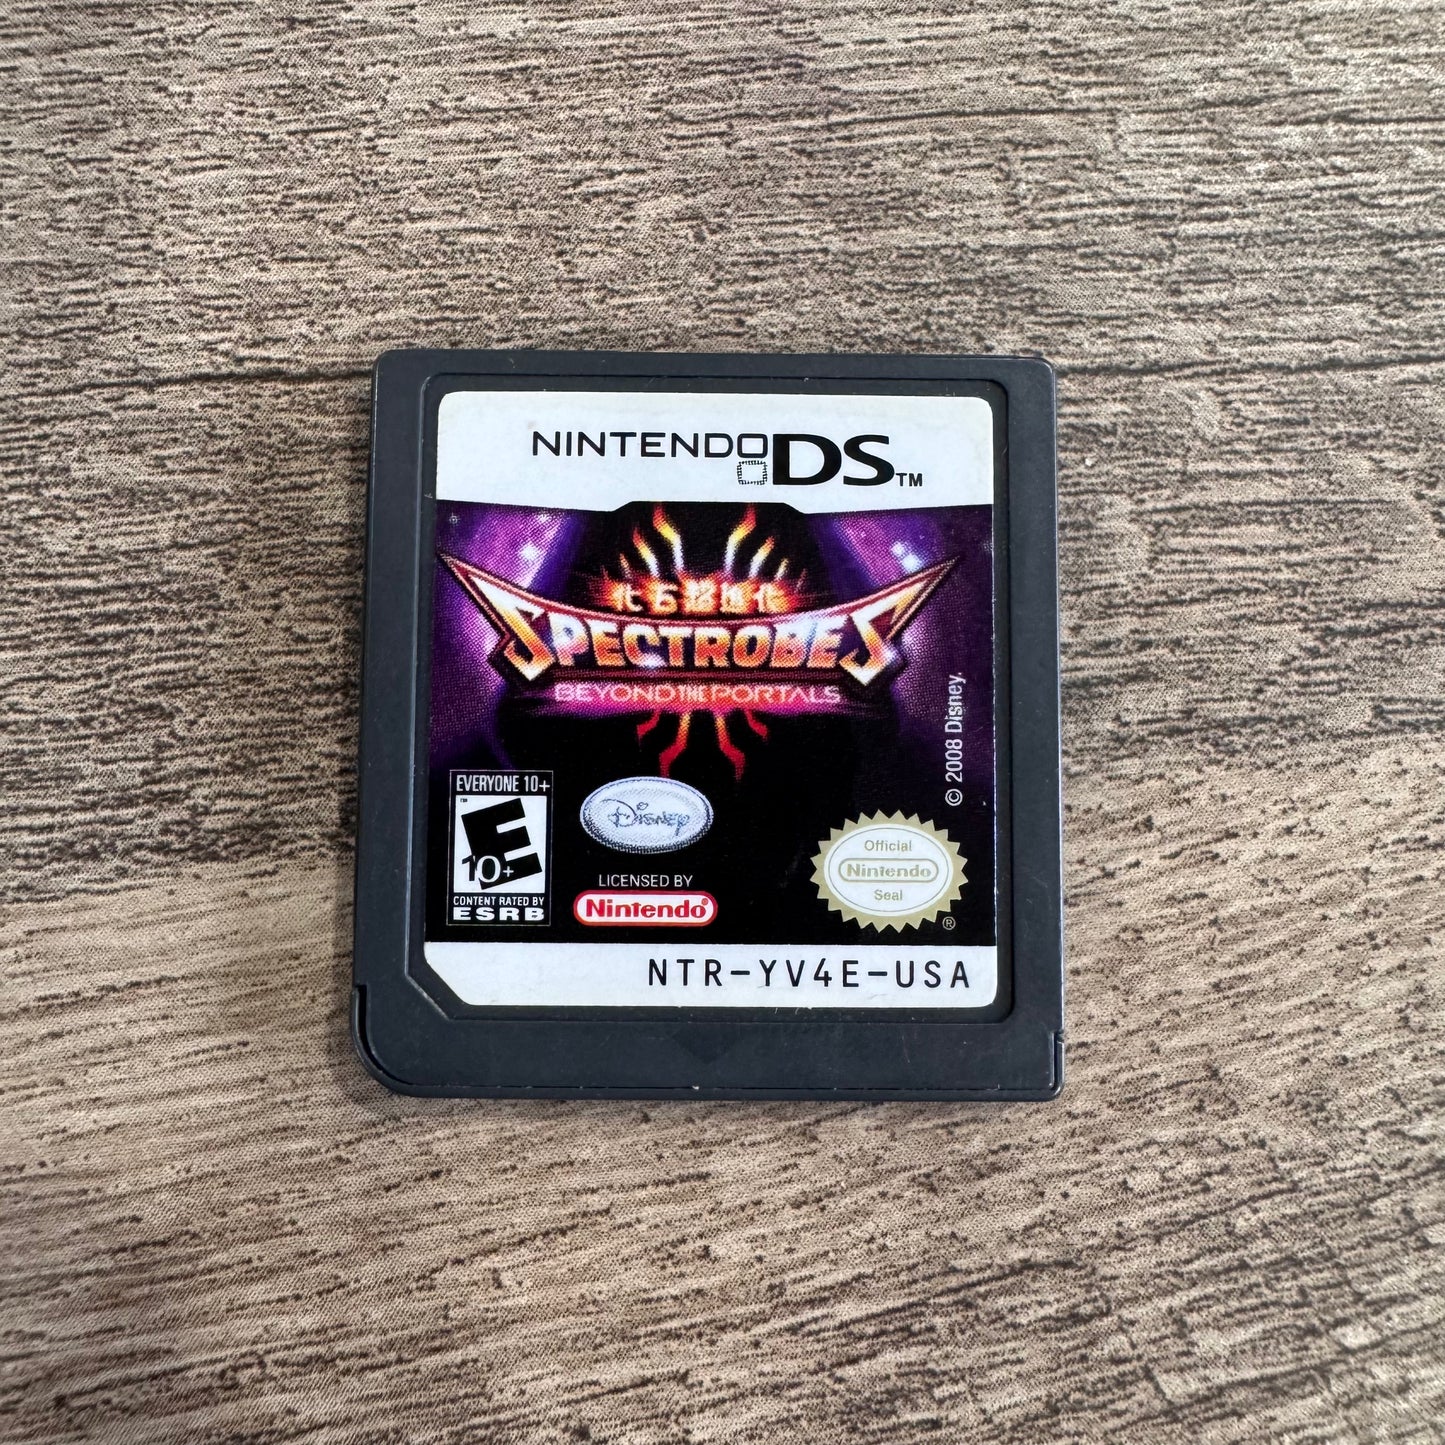 NINTENDO DS™
化石超進化
SPECTROBES
BEYOND THE PORTALS
© 2008 Disney.
EVERYONE 10+
E
10+
™
CONTENT RATED BY
ESRB
Disney
LICENSED BY
Nintendo®
Official
Nintendo
Seal
®
NTR-YV4E-USA